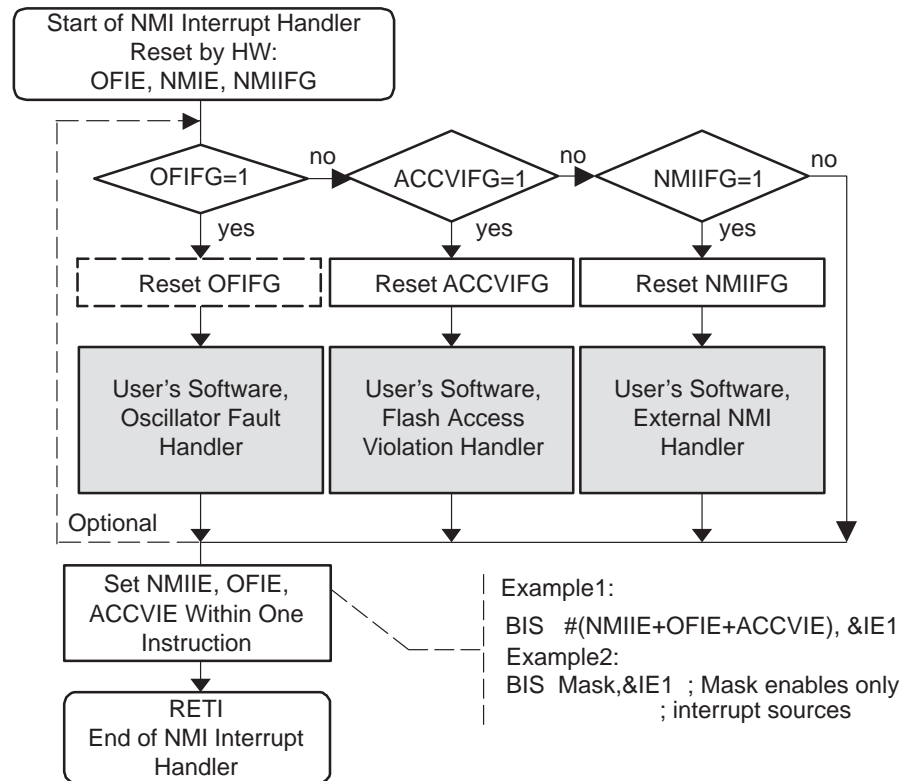 Start of NMI Interrupt Handler
Reset by HW:
OFIE, NMIE, NMIIFG
OFIFG=1
no
ACCVIFG=1
no
NMIIFG=1
no
yes
yes
yes
Reset OFIFG
Reset ACCVIFG
Reset NMIIFG
User's Software,
Oscillator Fault
Handler
User's Software,
Flash Access
Violation Handler
User's Software,
External NMI
Handler
Optional
Set NMIIE, OFIE,
ACCVIE Within One
Instruction
Example1:
BIS #(NMIIE+OFIE+ACCVIE), &IE1
Example2:
BIS Mask,&IE1 ; Mask enables only
; interrupt sources
RETI
End of NMI Interrupt
Handler